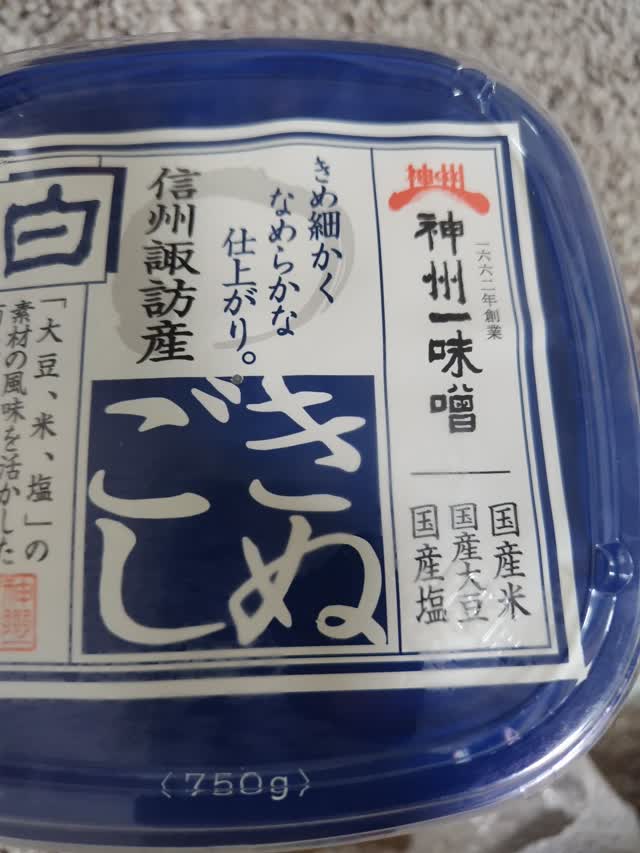 神州
神州一味噌
一六六二年創業
国産米
国産大豆
国産塩
きめ細かく
なめらかな
仕上がり。
きぬ
ごし
信州諏訪産
白
「大豆、米、塩」の
素材の風味を活かした
神州
〈750g〉